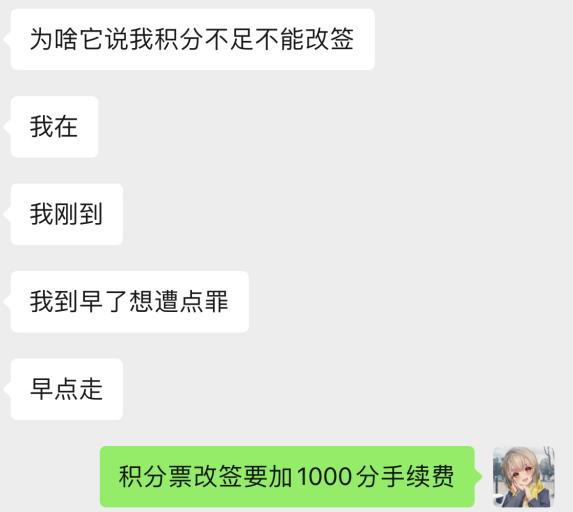 为啥它说我积分不足不能改签
我在
我刚到
我到早了想遭点罪
早点走
积分票改签要加1000分手续费